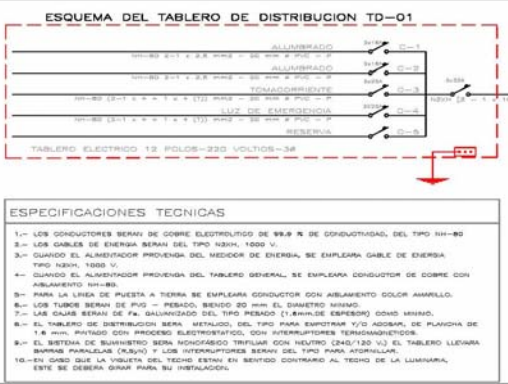 ESQUEMA DEL TABLERO DE DISTRIBUCION TD-01
ALUMBRADO C-1
ALUMBRADO C-2
TOMACORRIENTE C-3
LUZ DE EMERGENCIA C-4
RESERVA C-5
TABLERO ELECTRICO 12 POLOS-220 VOLTIOS-3Ø
ESPECIFICACIONES TECNICAS
1.- LOS CONDUCTORES SERAN DE COBRE ELECTROLITICO DE 99.9 % DE CONDUCTIVIDAD, DEL TIPO NH-80
2.- LOS CABLES DE ENERGIA SERAN DEL TIPO N2XH, 1000 V.
3.- CUANDO EL ALIMENTADOR PROVENGA DEL MEDIDOR DE ENERGIA, SE EMPLEARA CABLE DE ENERGIA
TIPO N2XH, 1000 V.
4- CUANDO EL ALIMENTADOR PROVENGA DEL TABLERO GENERAL, SE EMPLEARA CONDUCTOR DE COBRE CON
AISLAMIENTO NH-80.
5- PARA LA LINEA DE PUESTA A TIERRA SE EMPLEARA CONDUCTOR CON AISLAMIENTO COLOR AMARILLO.
6.- LOS TUBOS SERAN DE PVC - PESADO, SIENDO 20 mm EL DIAMETRO MINIMO.
7.- LAS CAJAS SERAN DE Fe. GALVANIZADO DEL TIPO PESADO (1,6mm.DE ESPESOR) COMO MINIMO.
8.- EL TABLERO DE DISTRIBUCION SERA METALICO, DEL TIPO PARA EMPOTRAR Y/O ADOSAR, DE PLANCHA DE
1.6 mm. PINTADO CON PROCESO ELECTROSTATICO, CON INTERRUPTORES TERMOMAGNETICOS.
9.- EL SISTEMA DE SUMINISTRO SERA MONOFASICO TRIFILIAR CON NEUTRO (240/120 V.) EL TABLERO LLEVARA
BARRAS PARALELAS (R,SyN) Y LOS INTERRUPTORES SERAN DEL TIPO PARA ATORNILLAR.
10.-EN CASO QUE LA VIGUETA DEL TECHO ESTAN EN SENTIDO CONTRARIO AL TECHO DE LA LUMINARIA,
ESTE SE DEBERA GIRAR PARA SU INSTALACION.